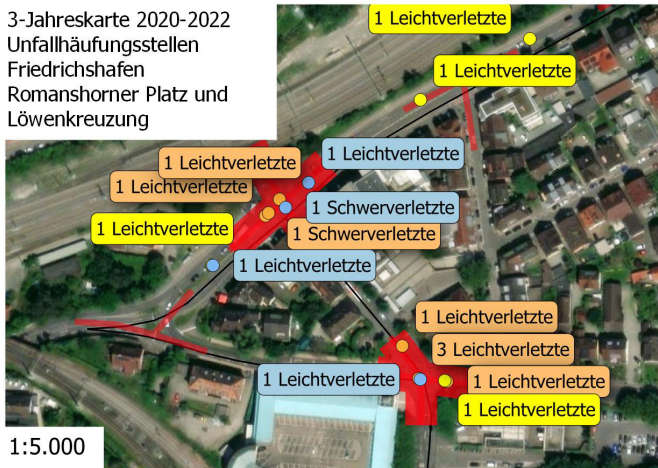 3-Jahreskarte 2020-2022
Unfallhäufungsstellen
Friedrichshafen
Romanshorner Platz und
Löwenkreuzung
1 Leichtverletzte
1 Leichtverletzte
1 Leichtverletzte
1 Leichtverletzte
1 Leichtverletzte
1 Schwerverletzte
1 Leichtverletzte
1 Schwerverletzte
1 Leichtverletzte
1 Leichtverletzte
3 Leichtverletzte
1 Leichtverletzte
1 Leichtverletzte
1 Leichtverletzte
1:5.000